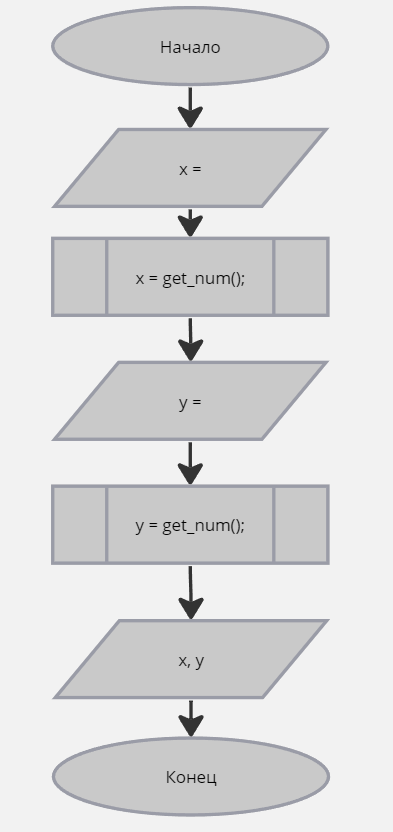 Начало
x =
x = get_num();
y =
y = get_num();
x, y
Конец